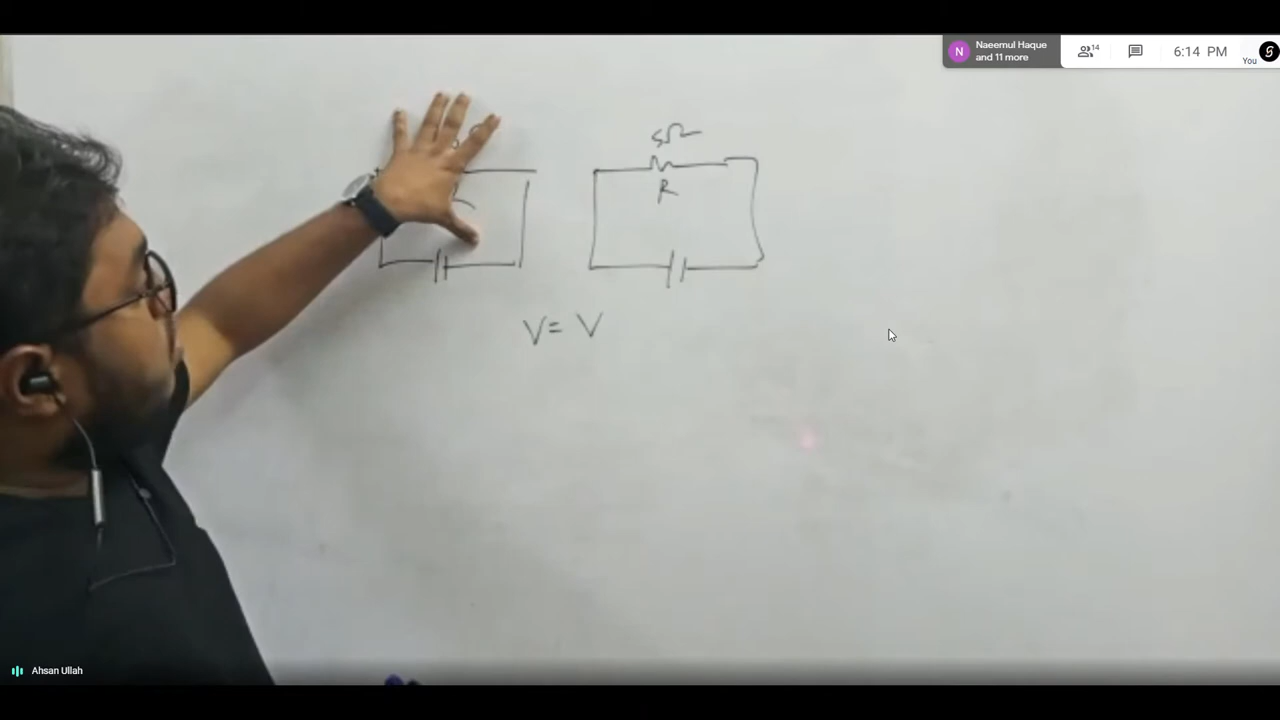 Naeemul Haque
and 11 more
14
6:14 PM
You
5Ω
R
V = V
Ahsan Ullah